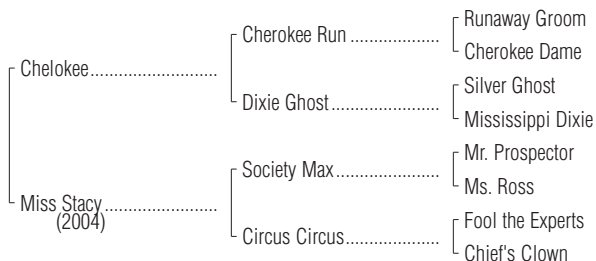 Runaway Groom
Cherokee Run ....................
Cherokee Dame
Chelokee.............................
Silver Ghost
Dixie Ghost........................
Mississippi Dixie
Mr. Prospector
Society Max.......................
Ms. Ross
Miss Stacy .........................
(2004)
Fool the Experts
Circus Circus.....................
Chief's Clown